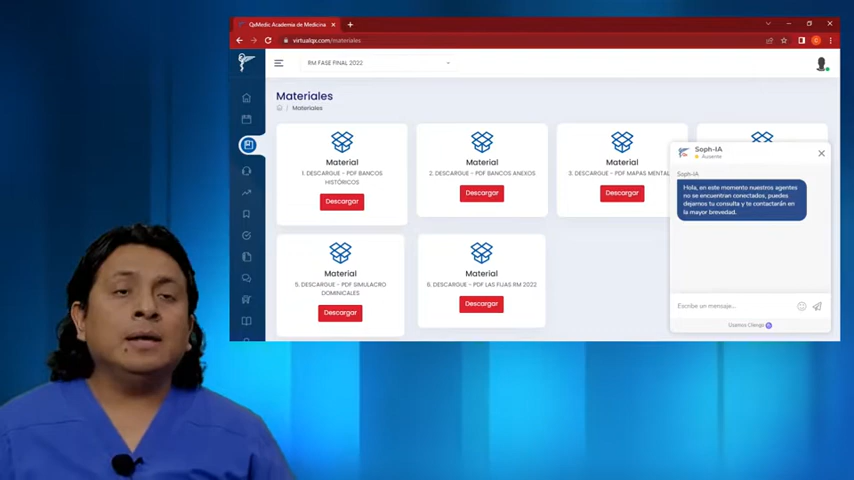 QxMedic Academia de Medicina
virtualqx.com/materiales
RM FASE FINAL 2022
Materiales
Materiales
Material
1. DESCARGUE - PDF BANCOS
HISTÓRICOS
Descargar
Material
2. DESCARGUE - PDF BANCOS ANEXOS
Descargar
Material
3. DESCARGUE - PDF MAPAS MENTAL
Descargar
Material
5. DESCARGUE - PDF SIMULACRO
DOMINICALES
Descargar
Material
6. DESCARGUE - PDF LAS FIJAS RM 2022
Descargar
Soph-IA
Ausente
Soph-IA
Hola, en este momento nuestros agentes
no se encuentran conectados, puedes
dejarnos tu consulta y te contactarán en
la mayor brevedad.
Escribe un mensaje...
Usamos Cliengo